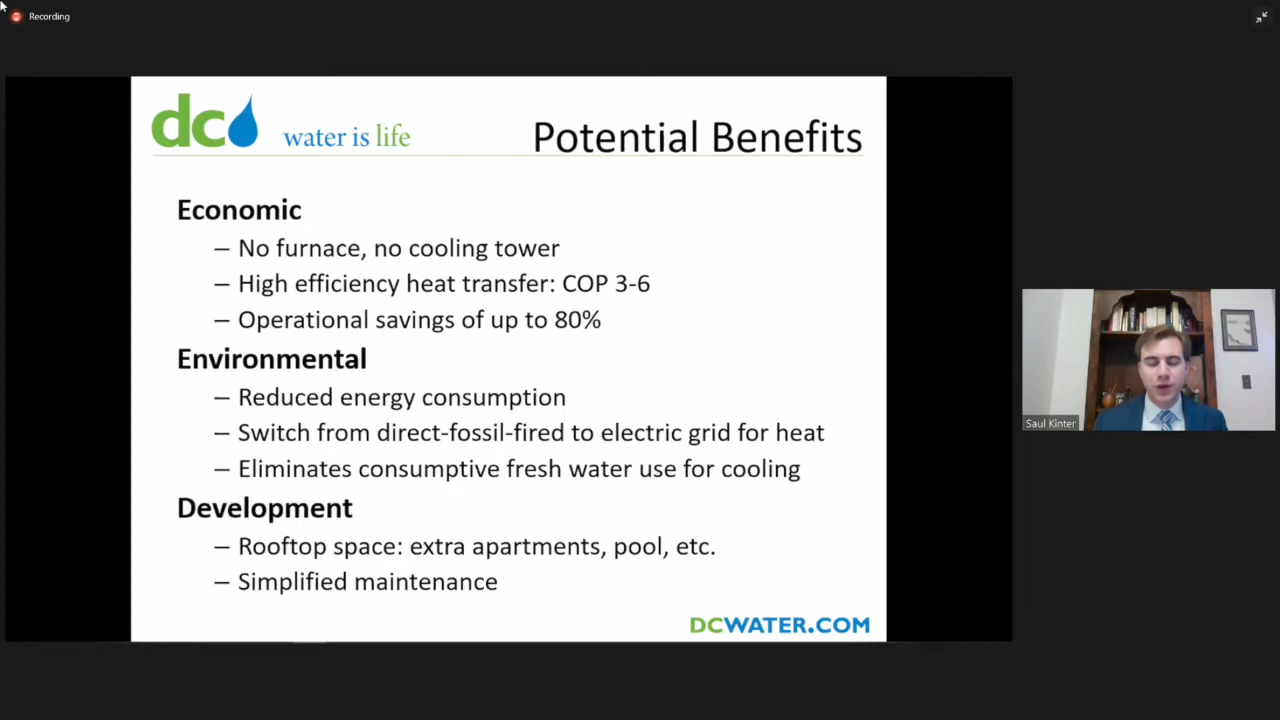 Recording
dc
water is life
Potential Benefits
Economic
– No furnace, no cooling tower
– High efficiency heat transfer: COP 3-6
– Operational savings of up to 80%
Environmental
– Reduced energy consumption
– Switch from direct-fossil-fired to electric grid for heat
– Eliminates consumptive fresh water use for cooling
Development
– Rooftop space: extra apartments, pool, etc.
– Simplified maintenance
DCWATER.COM
Saul Kinter